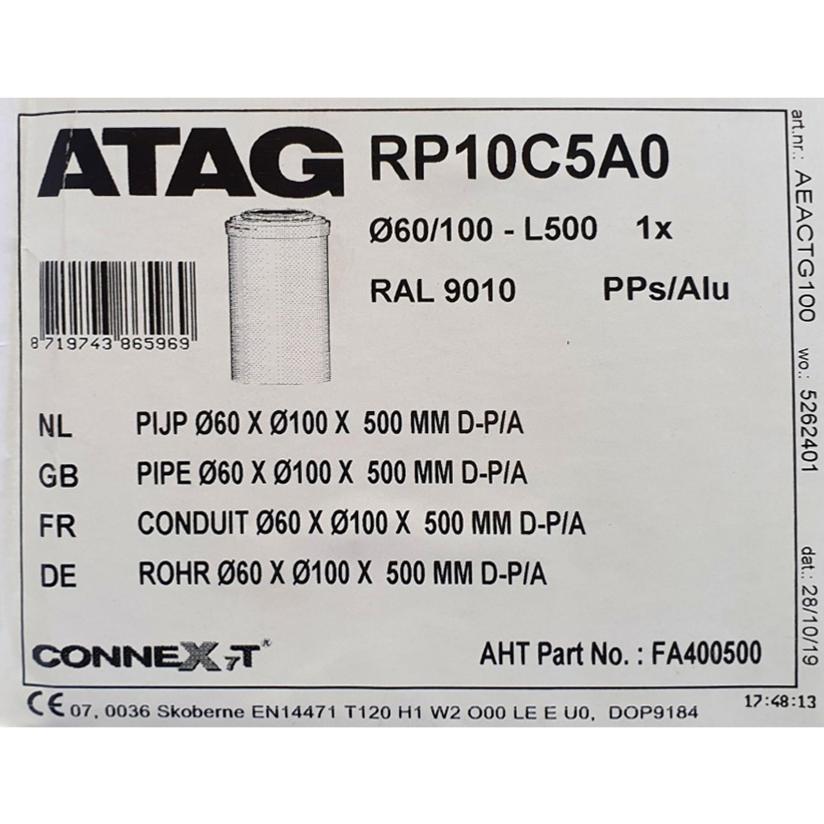 ATAG RP10C5A0
Ø60/100 - L500 1x
RAL 9010 PPs/Alu
8 719743 865969
NL PIJP Ø60 X Ø100 X 500 MM D-P/A
GB PIPE Ø60 X Ø100 X 500 MM D-P/A
FR CONDUIT Ø60 X Ø100 X 500 MM D-P/A
DE ROHR Ø60 X Ø100 X 500 MM D-P/A
CONNEX-iT® AHT Part No. : FA400500
CE 07, 0036 Skoberne EN14471 T120 H1 W2 O00 LE E U0, DOP9184
17:48:13
art.nr.: AEACTG100 wo.: 5262401 dat.: 28/10/19